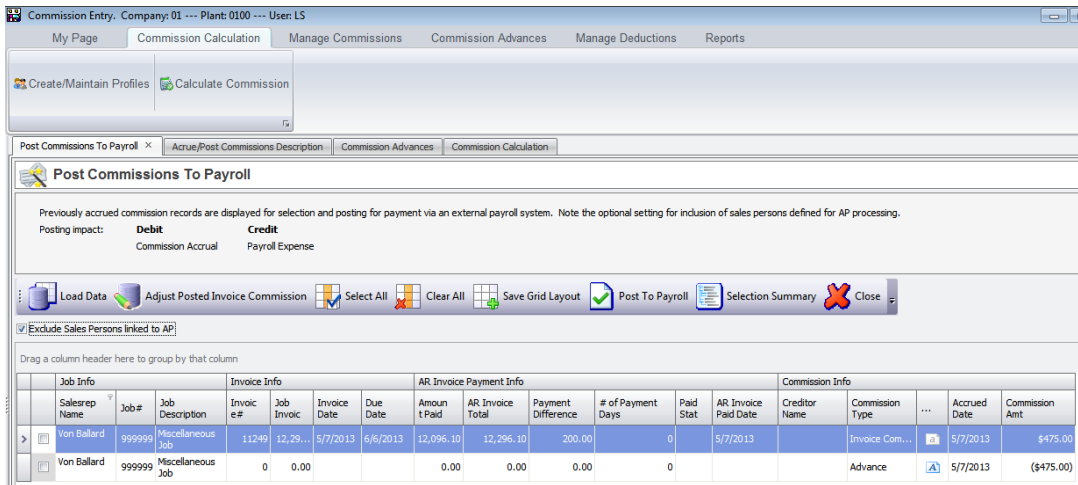 Commission Entry. Company: 01 --- Plant: 0100 --- User: LS
My Page Commission Calculation Manage Commissions Commission Advances Manage Deductions Reports
Create/Maintain Profiles Calculate Commission
Post Commissions To Payroll × Accrue/Post Commissions Description Commission Advances Commission Calculation
Post Commissions To Payroll
Previously accrued commission records are displayed for selection and posting for payment via an external payroll system. Note the optional setting for inclusion of sales persons defined for AP processing.
Posting impact: Debit Credit
Commission Accrual Payroll Expense
Load Data Adjust Posted Invoice Commission Select All Clear All Save Grid Layout Post To Payroll Selection Summary Close
Exclude Sales Persons linked to AP
Drag a column header here to group by that column
Job Info Invoice Info AR Invoice Payment Info Commission Info
Salesrep Job# Job Invoic Job Invoice Due Amoun AR Invoice Payment # of Payment Paid AR Invoice Creditor Commission ... Accrued Commission
Name Description e# Invoic Date Date t Paid Total Difference Days Stat Paid Date Name Type Date Amt
Von Ballard 999999 Miscellaneous 11249 12,29... 5/7/2013 6/6/2013 12,096.10 12,296.10 200.00 0 5/7/2013 Invoice Com... a 5/7/2013 $475.00
Job
Von Ballard 999999 Miscellaneous 0 0.00 0.00 0.00 0.00 0 Advance A 5/7/2013 ($475.00)
Job